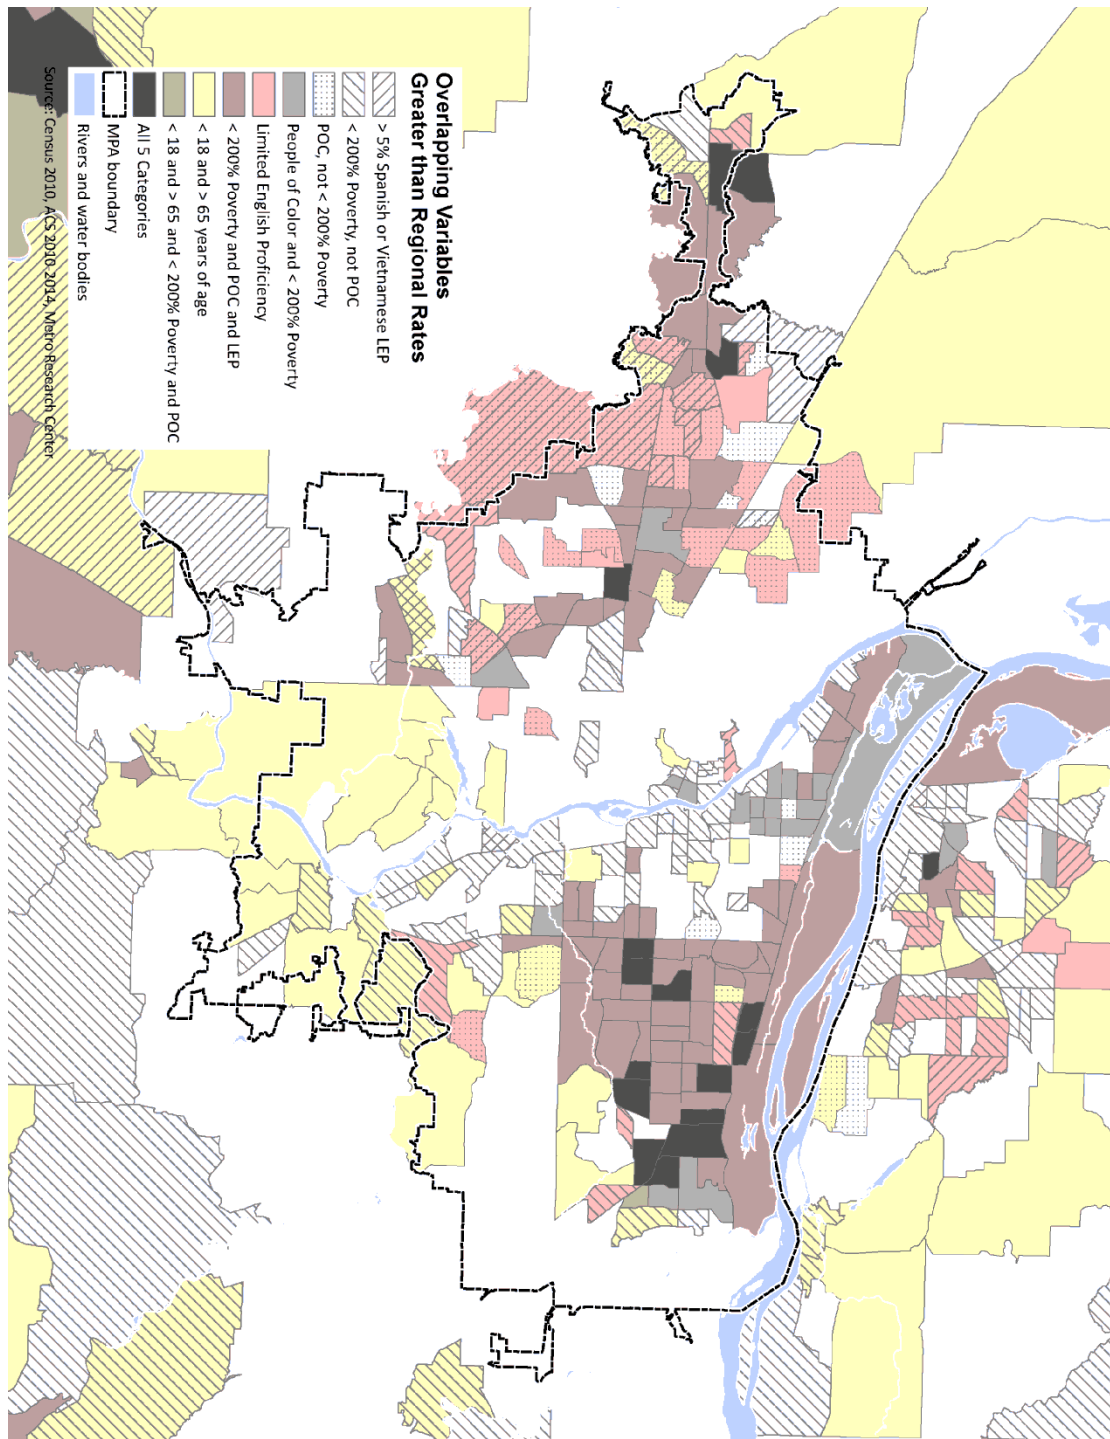 Overlapping Variables
Greater than Regional Rates
> 5% Spanish or Vietnamese LEP
< 200% Poverty, not POC
POC, not < 200% Poverty
People of Color and < 200% Poverty
Limited English Proficiency
< 200% Poverty and POC and LEP
< 18 and > 65 years of age
< 18 and > 65 and < 200% Poverty and POC
All 5 Categories
MPA boundary
Rivers and water bodies
Source: Census 2010, ACS 2010-2014, Metro Research Center